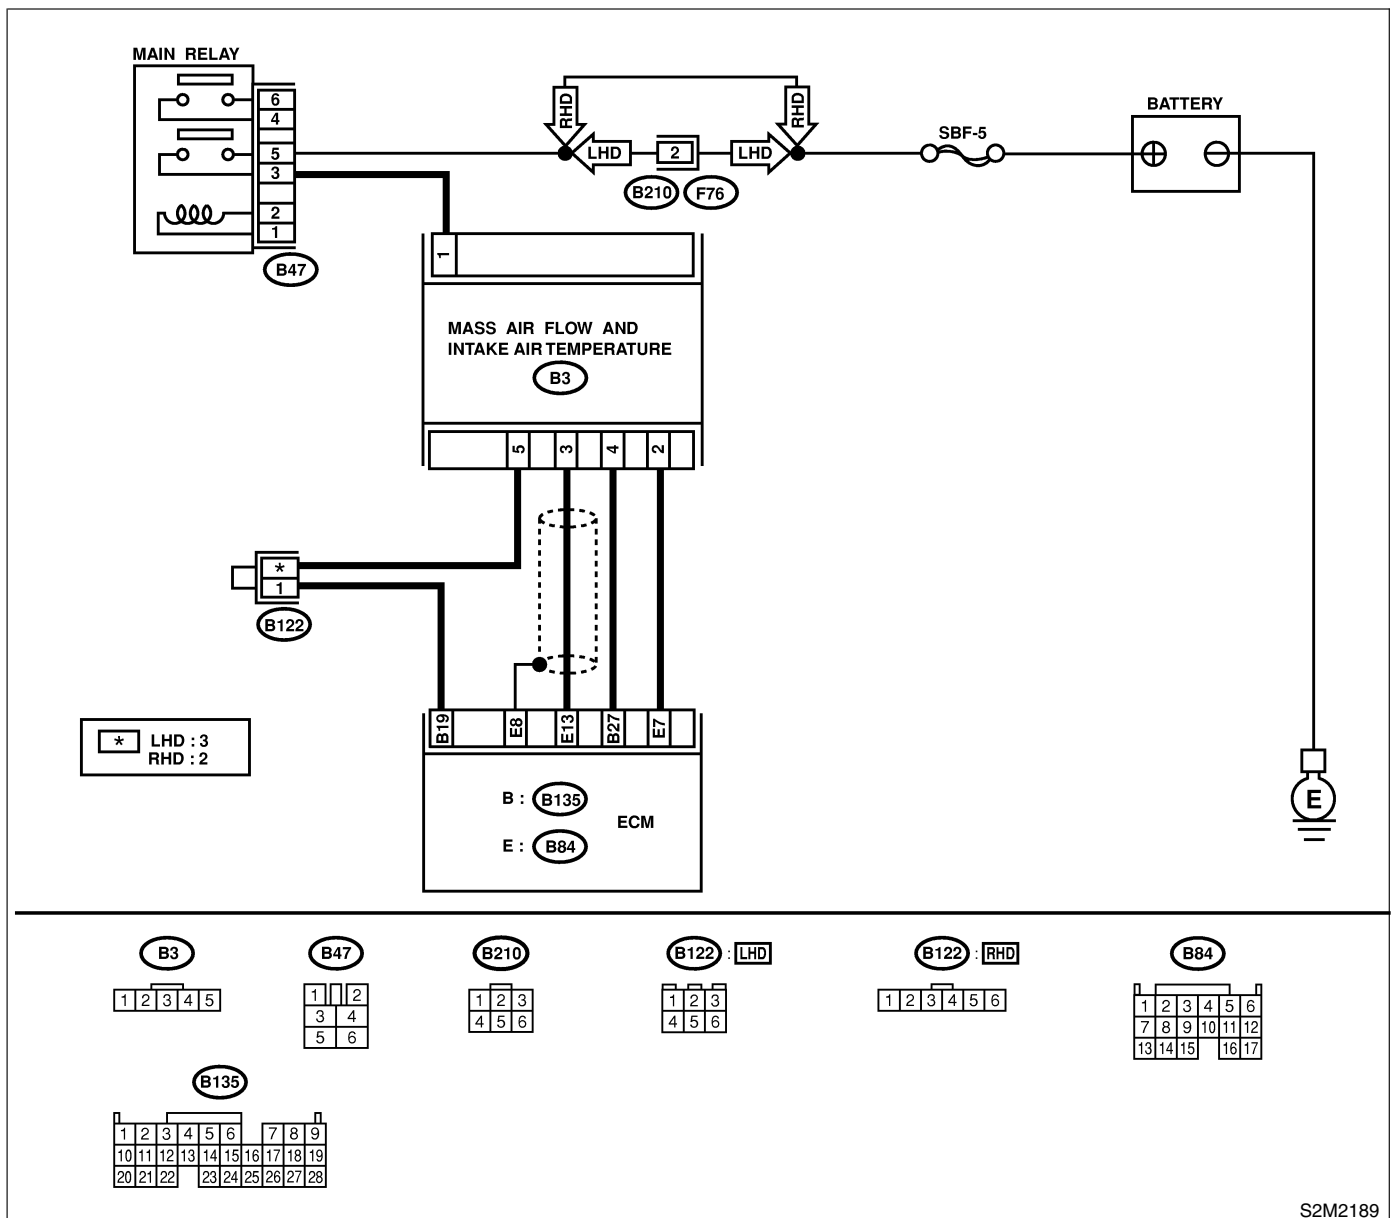 MAIN RELAY
6
4
5
3
2
1
B47
RHD
RHD
LHD
2
LHD
B210
F76
SBF-5
BATTERY
1
MASS AIR FLOW AND
INTAKE AIR TEMPERATURE
B3
5
3
4
2
*
1
B122
B19
E8
E13
B27
E7
* LHD : 3
RHD : 2
B : B135
ECM
E : B84
E
B3
1 2 3 4 5
B47
1 2
3 4
5 6
B210
1 2 3
4 5 6
B122 : LHD
1 2 3
4 5 6
B122 : RHD
1 2 3 4 5 6
B84
1 2 3 4 5 6
7 8 9 10 11 12
13 14 15 16 17
B135
1 2 3 4 5 6 7 8 9
10 11 12 13 14 15 16 17 18 19
20 21 22 23 24 25 26 27 28
S2M2189